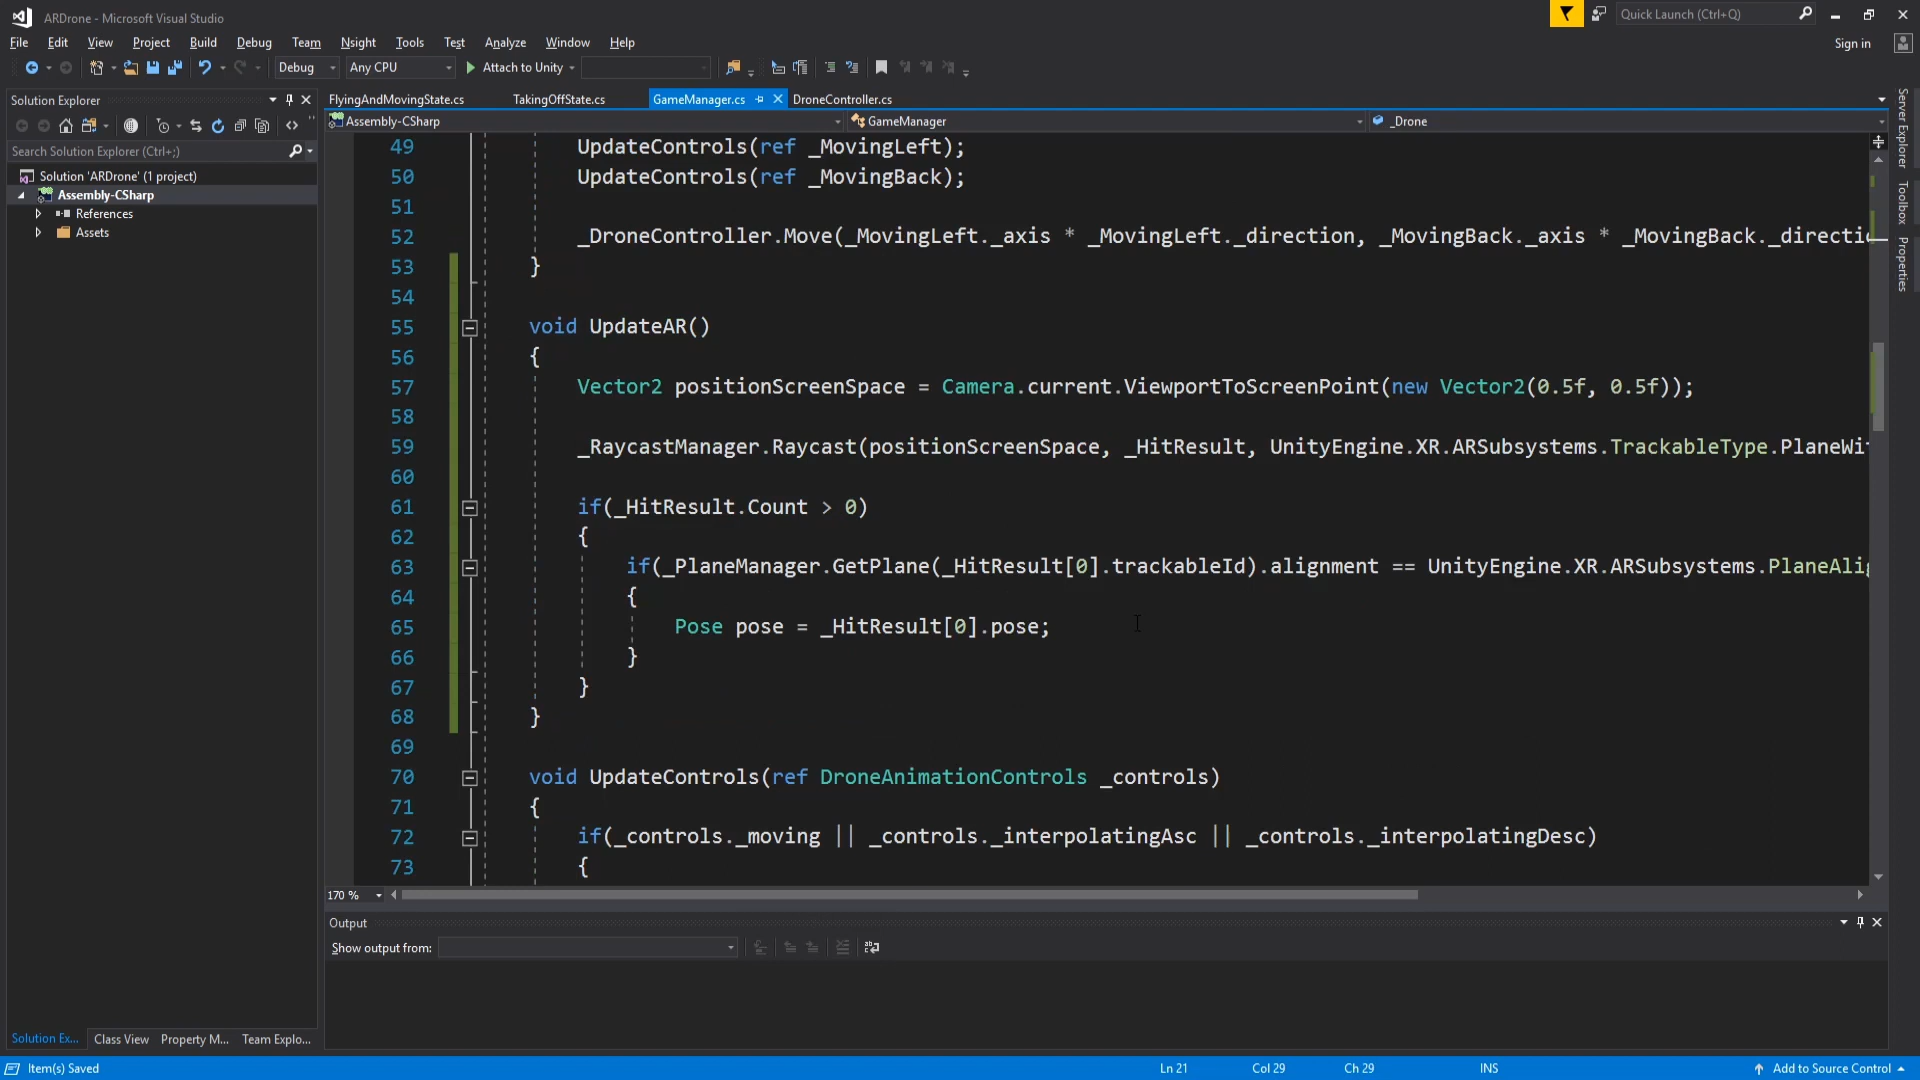 ARDrone - Microsoft Visual Studio
Quick Launch (Ctrl+Q)
File Edit View Project Build Debug Team Nsight Tools Test Analyze Window Help
Sign in
Debug Any CPU Attach to Unity
Solution Explorer
FlyingAndMovingState.cs TakingOffState.cs GameManager.cs DroneController.cs
Assembly-CSharp GameManager _Drone
Search Solution Explorer (Ctrl+;)
Solution 'ARDrone' (1 project)
Assembly-CSharp
References
Assets
49 UpdateControls(ref _MovingLeft);
50 UpdateControls(ref _MovingBack);
51
52 _DroneController.Move(_MovingLeft._axis * _MovingLeft._direction, _MovingBack._axis * _MovingBack._directi
53 }
54
55 void UpdateAR()
56 {
57 Vector2 positionScreenSpace = Camera.current.ViewportToScreenPoint(new Vector2(0.5f, 0.5f));
58
59 _RaycastManager.Raycast(positionScreenSpace, _HitResult, UnityEngine.XR.ARSubsystems.TrackableType.PlaneWi
60
61 if(_HitResult.Count > 0)
62 {
63 if(_PlaneManager.GetPlane(_HitResult[0].trackableId).alignment == UnityEngine.XR.ARSubsystems.PlaneAli
64 {
65 Pose pose = _HitResult[0].pose;
66 }
67 }
68 }
69
70 void UpdateControls(ref DroneAnimationControls _controls)
71 {
72 if(_controls._moving || _controls._interpolatingAsc || _controls._interpolatingDesc)
73 {
170 %
Output
Show output from:
Solution Ex... Class View Property M... Team Explo...
Item(s) Saved
Ln 21 Col 29 Ch 29 INS
Add to Source Control
Server Explorer
Toolbox
Properties